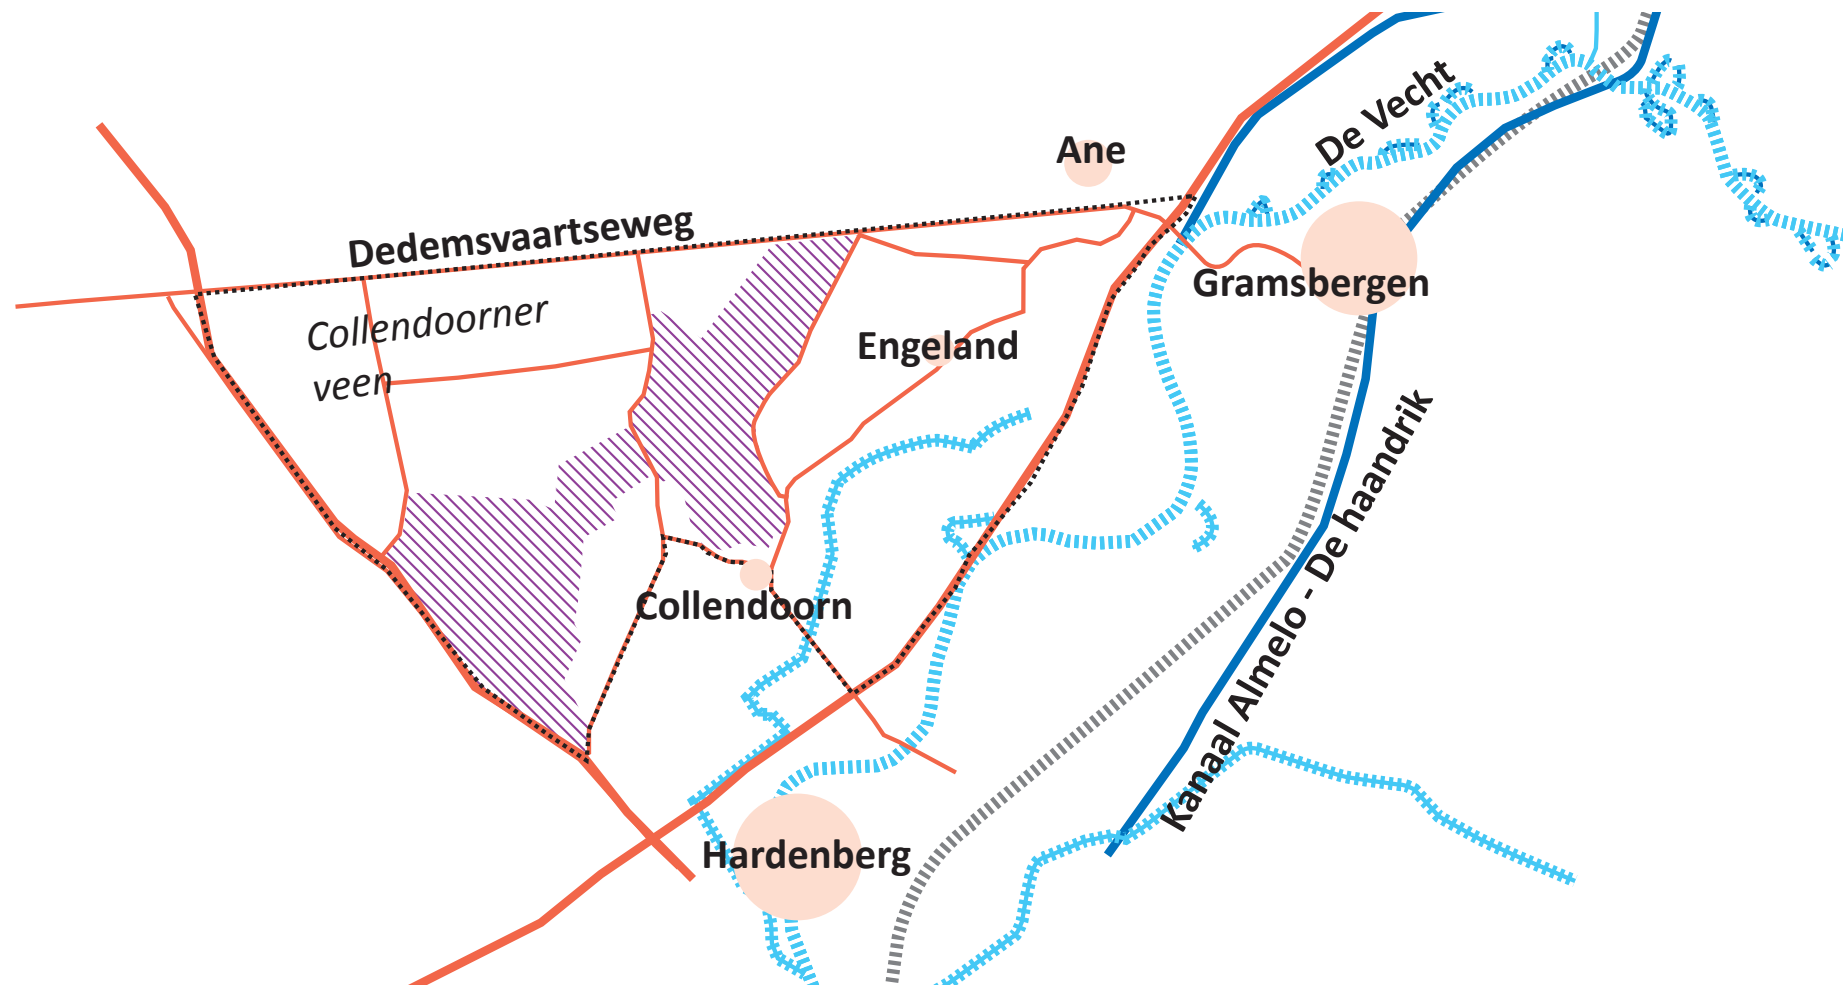 De Vecht
Ane
Dedemsvaartseweg
Gramsbergen
Collendoorner
veen
Engeland
Kanaal Almelo - De haandrik
Collendoorn
Hardenberg